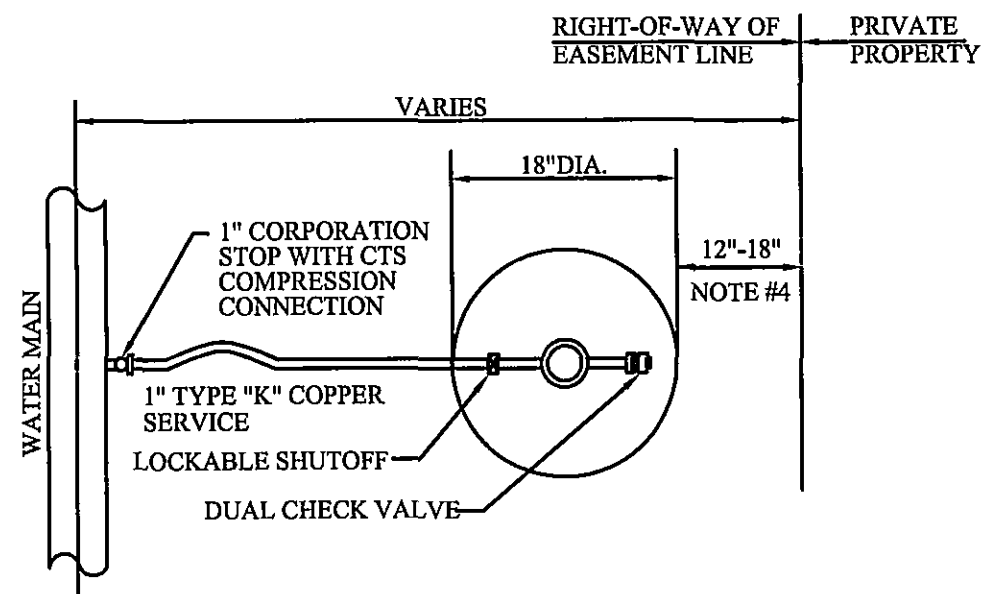 RIGHT-OF-WAY OF
EASEMENT LINE
PRIVATE
PROPERTY
VARIES
18"DIA.
1" CORPORATION
STOP WITH CTS
COMPRESSION
CONNECTION
12"-18"
NOTE #4
WATER MAIN
1" TYPE "K" COPPER
SERVICE
LOCKABLE SHUTOFF
DUAL CHECK VALVE